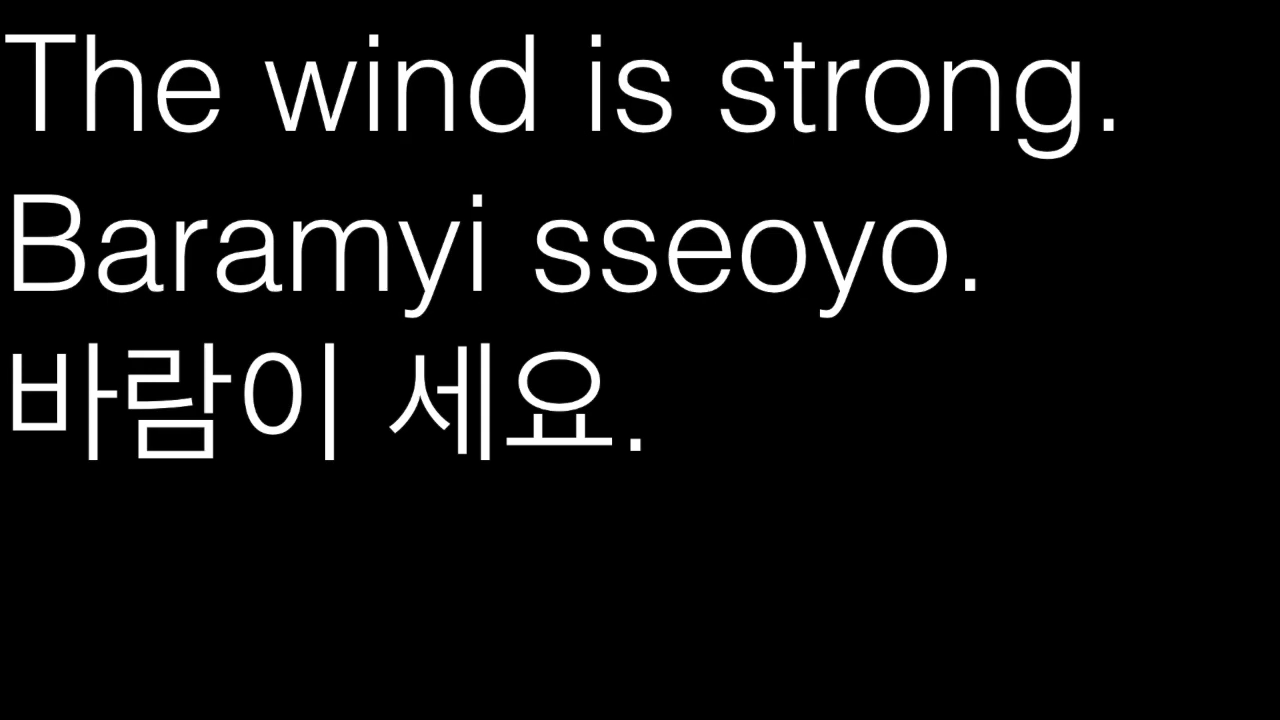 The wind is strong.
Baramyi sseoyo.
바람이 세요.